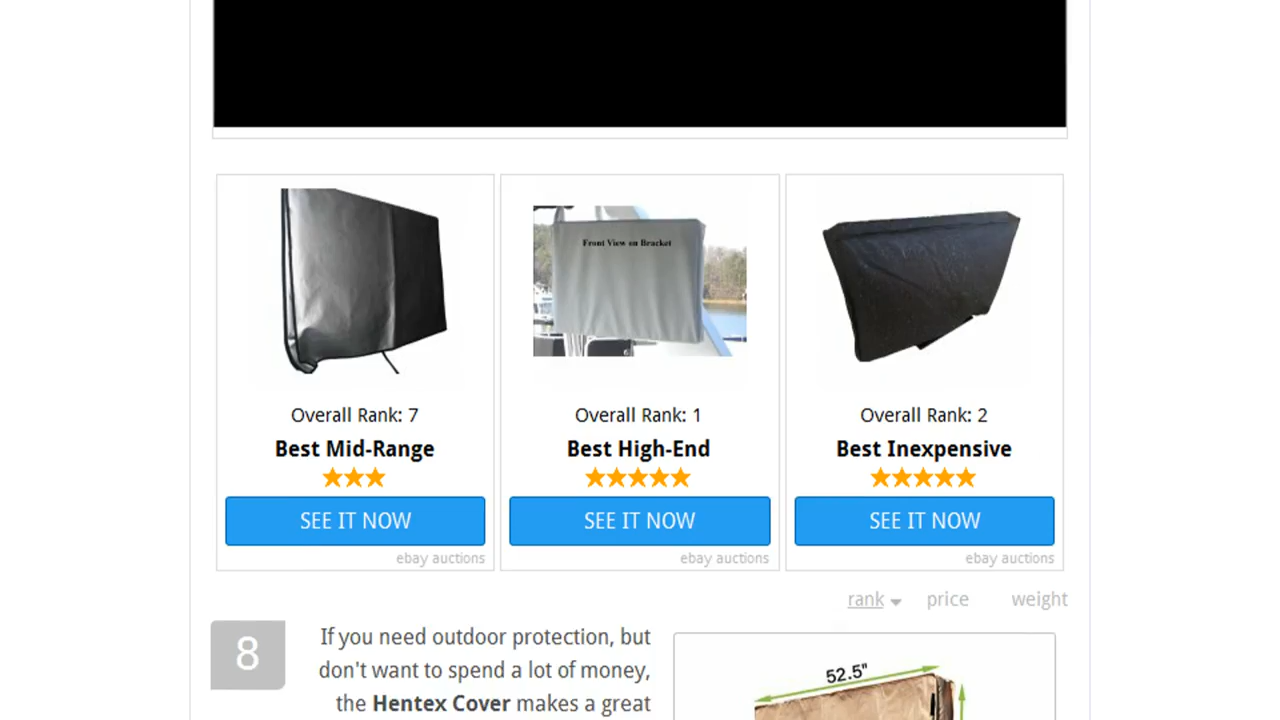 Front View on Bracket
Overall Rank: 7
Best Mid-Range
SEE IT NOW
ebay auctions
Overall Rank: 1
Best High-End
SEE IT NOW
ebay auctions
Overall Rank: 2
Best Inexpensive
SEE IT NOW
ebay auctions
rank price weight
8
If you need outdoor protection, but
don't want to spend a lot of money,
the Hentex Cover makes a great
52.5"